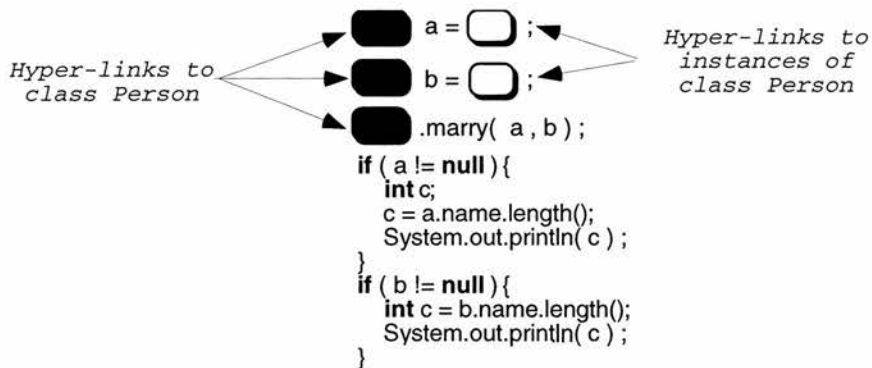 a = ;
Hyper-links to
class Person
b = ;
Hyper-links to
instances of
class Person
.marry( a , b ) ;
if ( a != null ) {
int c;
c = a.name.length();
System.out.println( c ) ;
}
if ( b != null ) {
int c = b.name.length();
System.out.println( c ) ;
}